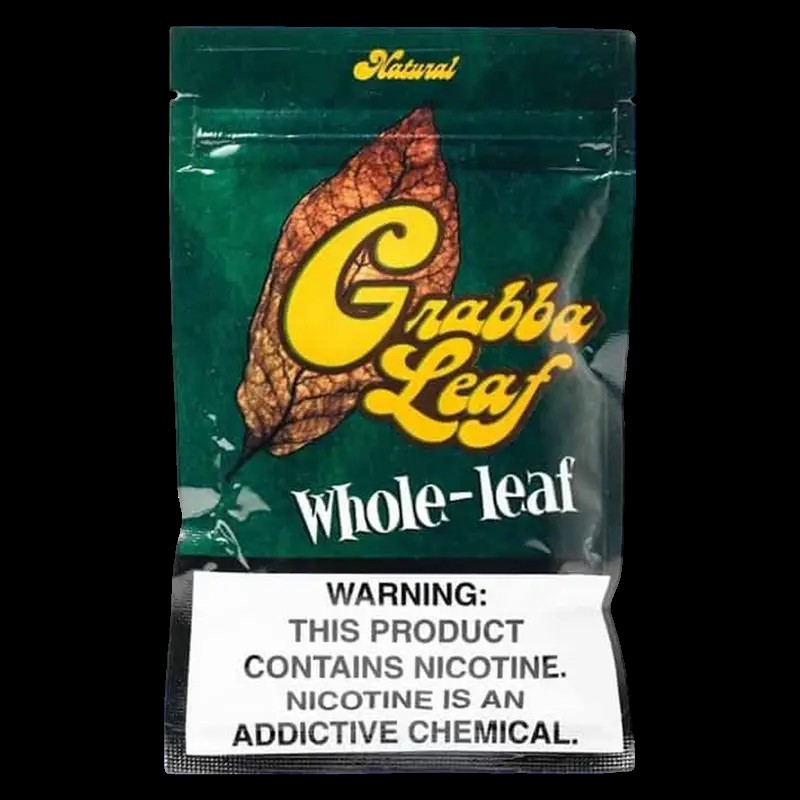 Natural
Grabba
Leaf
Whole-leaf
WARNING:
THIS PRODUCT
CONTAINS NICOTINE.
NICOTINE IS AN
ADDICTIVE CHEMICAL.